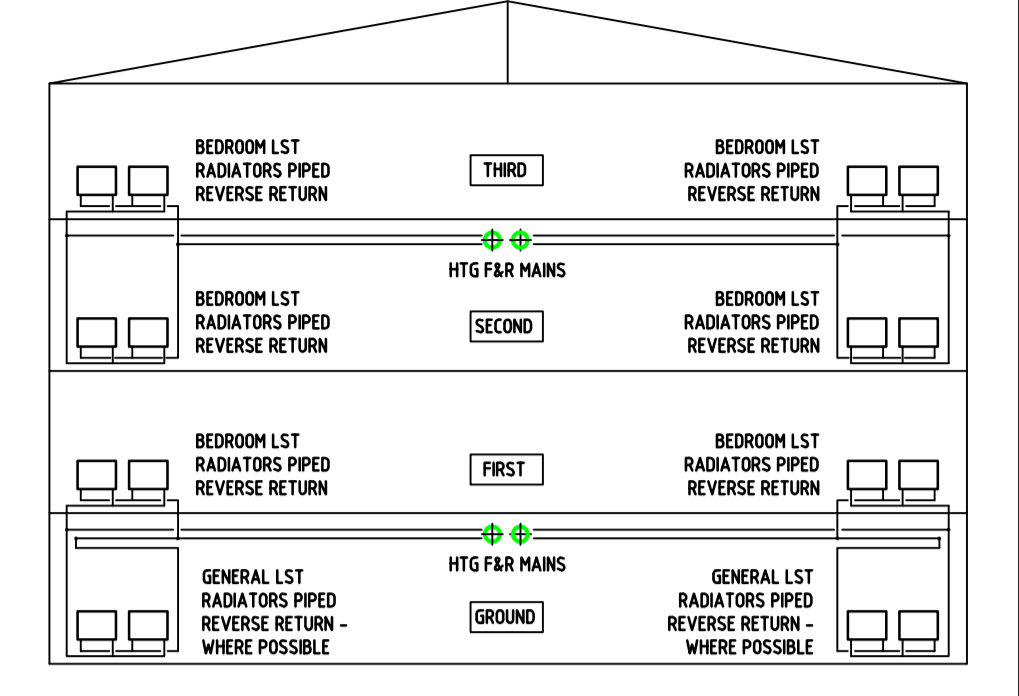 BEDROOM LST
RADIATORS PIPED
REVERSE RETURN
THIRD
BEDROOM LST
RADIATORS PIPED
REVERSE RETURN
HTG F&R MAINS
BEDROOM LST
RADIATORS PIPED
REVERSE RETURN
SECOND
BEDROOM LST
RADIATORS PIPED
REVERSE RETURN
BEDROOM LST
RADIATORS PIPED
REVERSE RETURN
FIRST
BEDROOM LST
RADIATORS PIPED
REVERSE RETURN
HTG F&R MAINS
GENERAL LST
RADIATORS PIPED
REVERSE RETURN -
WHERE POSSIBLE
GROUND
GENERAL LST
RADIATORS PIPED
REVERSE RETURN -
WHERE POSSIBLE